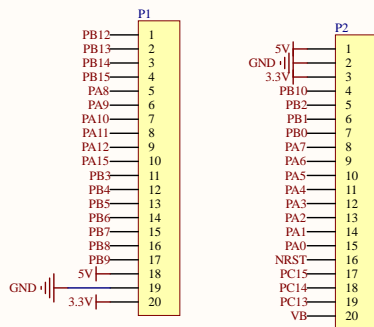 P1
PB12 1
PB13 2
PB14 3
PB15 4
PA8 5
PA9 6
PA10 7
PA11 8
PA12 9
PA15 10
PB3 11
PB4 12
PB5 13
PB6 14
PB7 15
PB8 16
PB9 17
5V 18
GND 19
3.3V 20
P2
5V 1
GND 2
3.3V 3
PB10 4
PB2 5
PB1 6
PB0 7
PA7 8
PA6 9
PA5 10
PA4 11
PA3 12
PA2 13
PA1 14
PA0 15
NRST 16
PC15 17
PC14 18
PC13 19
VB 20